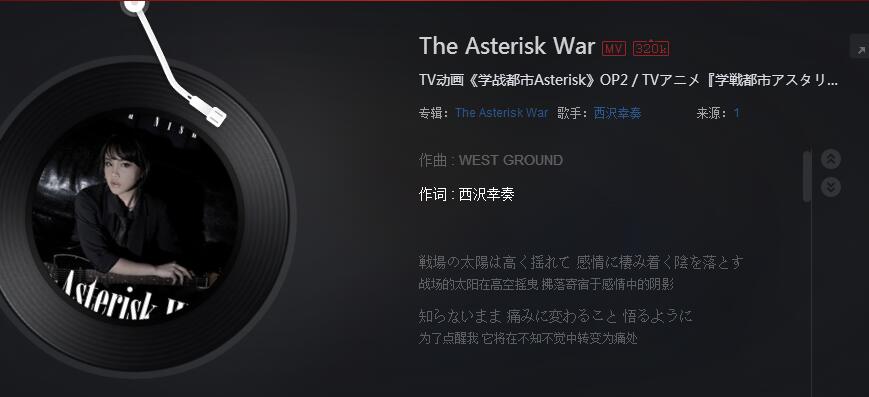 The Asterisk War MV 320k
TV动画《学战都市Asterisk》OP2 / TVアニメ『学戦都市アスタリ...
专辑：The Asterisk War 歌手：西沢幸奏 来源：1
作曲 : WEST GROUND
作词 : 西沢幸奏
戦場の太陽は高く揺れて 感情に棲み着く陰を落とす
战场的太阳在高空摇曳 拂落寄宿于感情中的阴影
知らないまま 痛みに変わること 悟るように
为了点醒我 它将在不知不觉中转变为痛处
Asterisk W